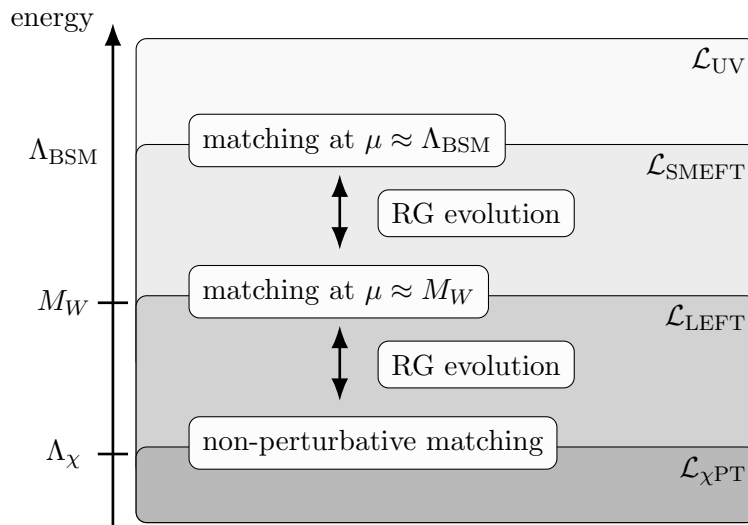 energy
ℒ_UV
matching at μ ≈ Λ_BSM
Λ_BSM
ℒ_SMEFT
RG evolution
matching at μ ≈ M_W
M_W
ℒ_LEFT
RG evolution
non-perturbative matching
Λ_χ
ℒ_χPT